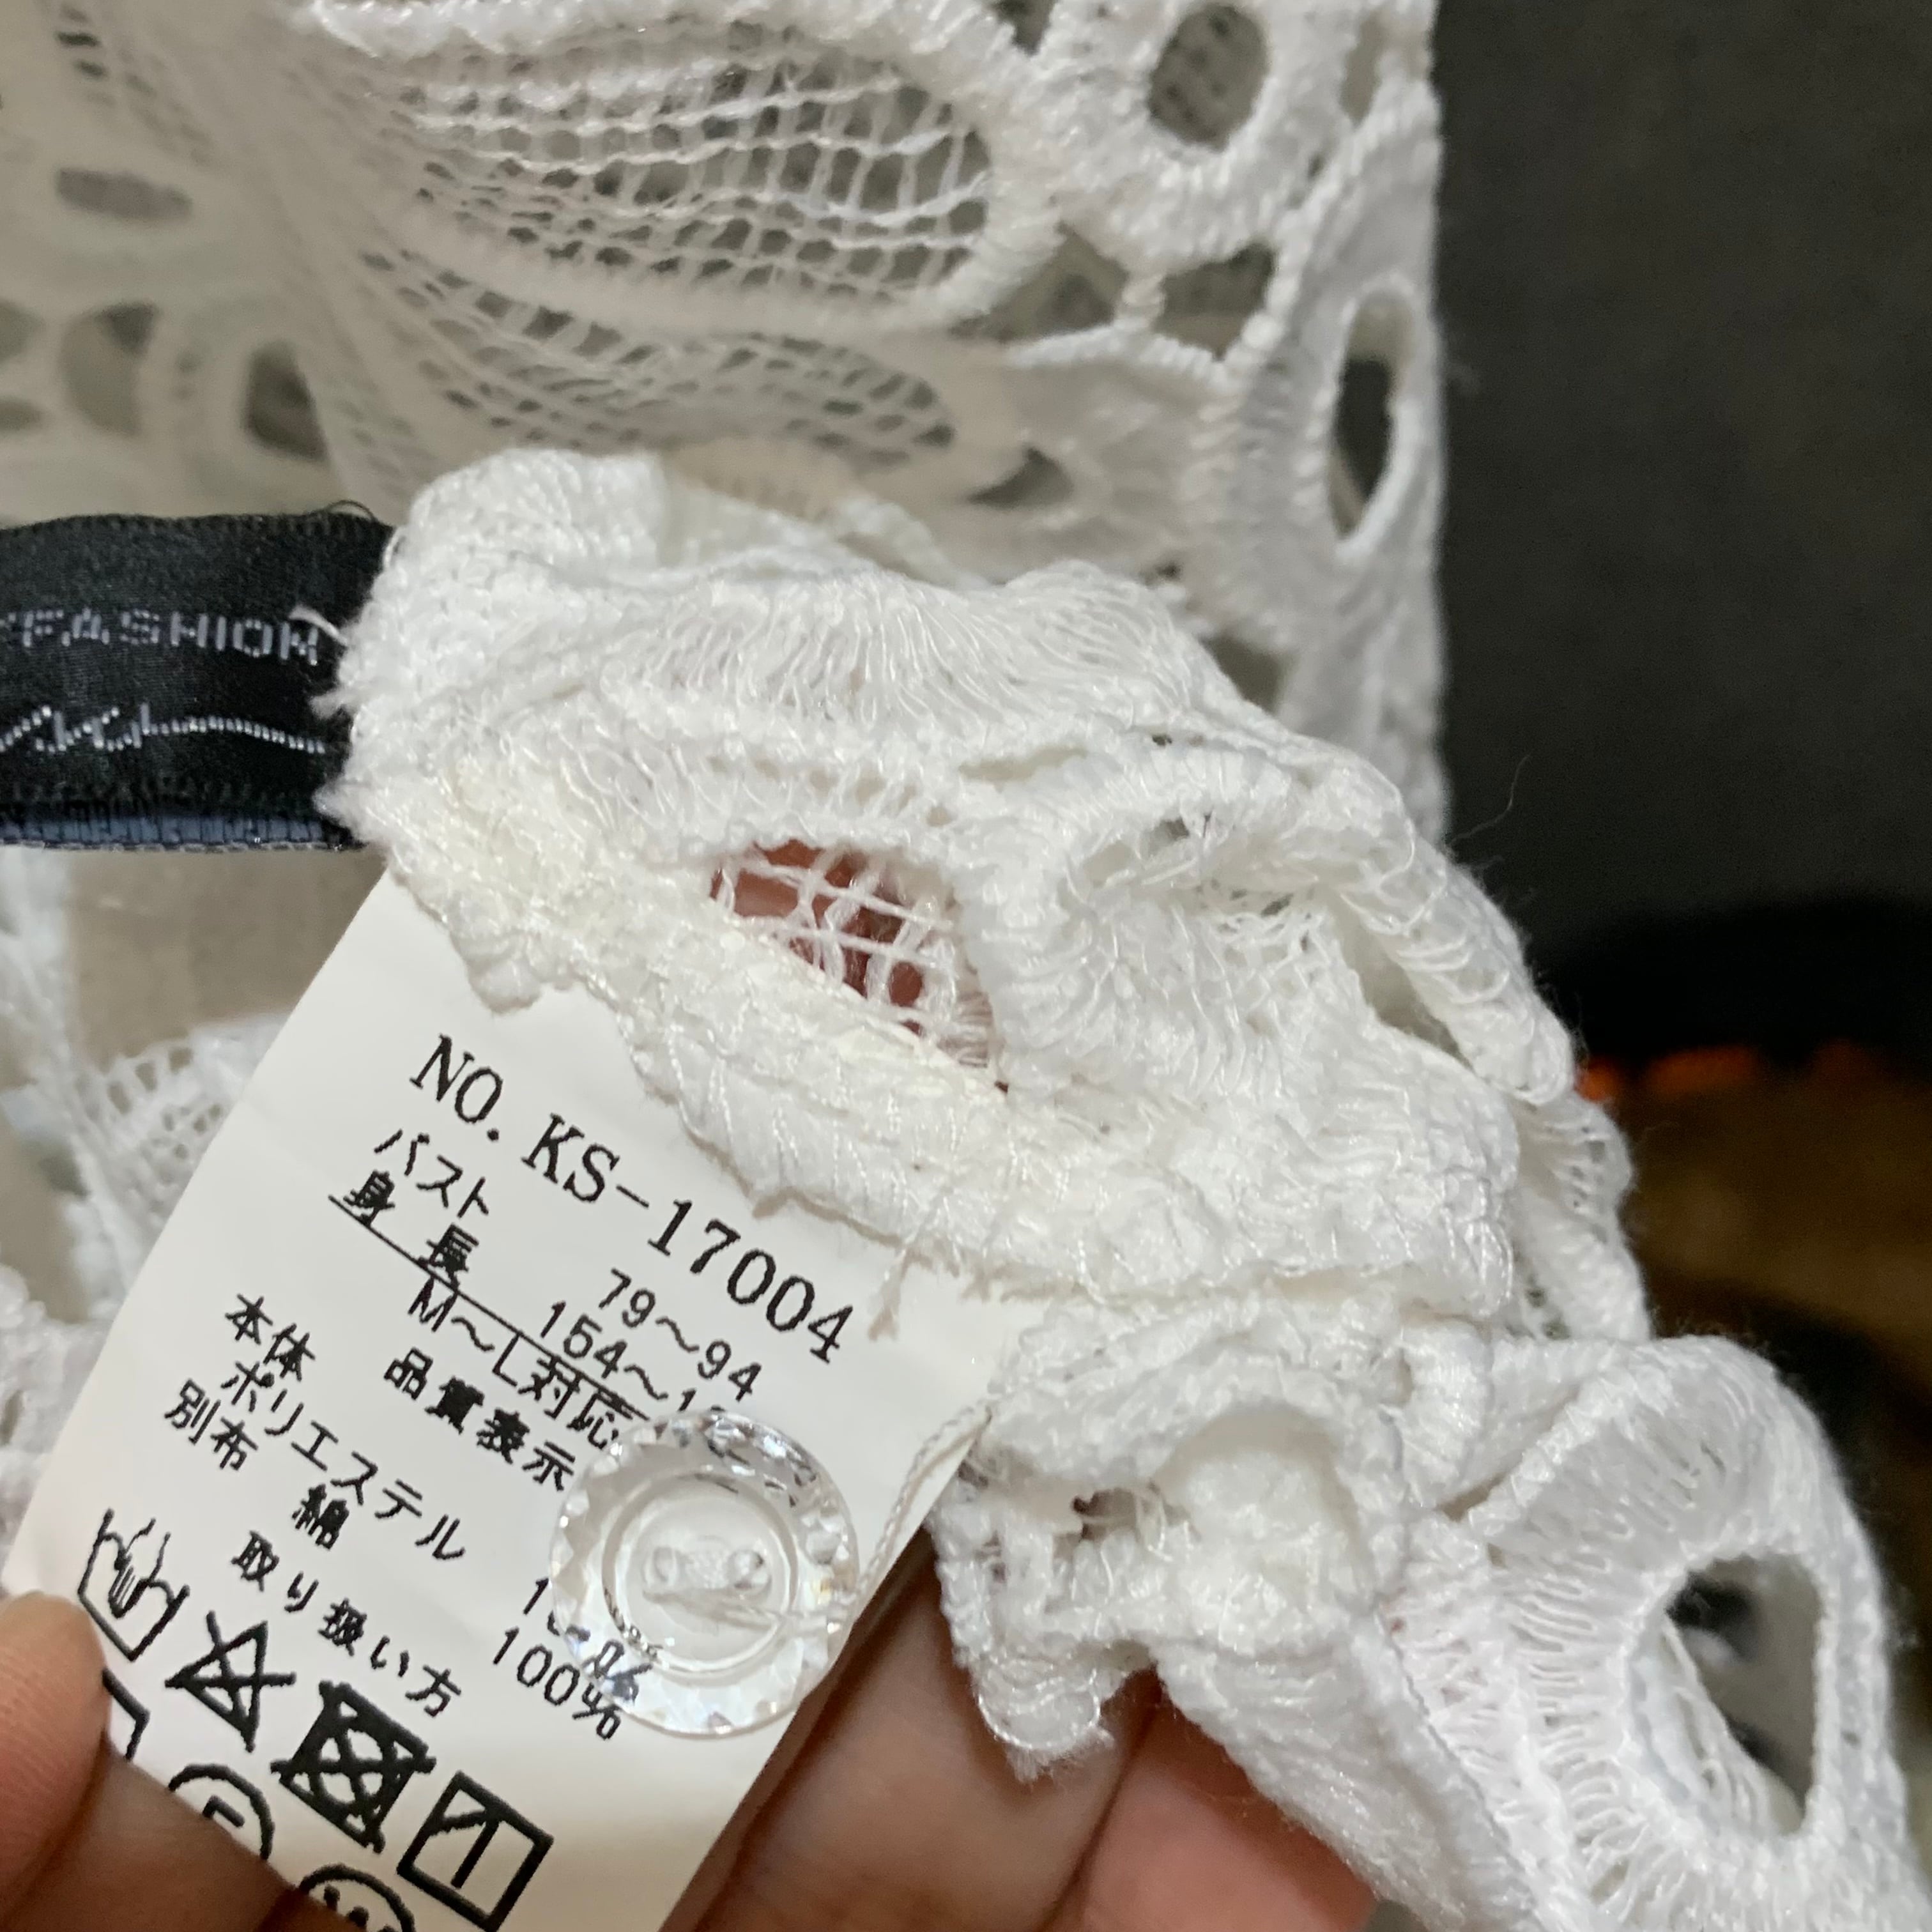 FASHION
NO. KS-17004
バスト 79～94
身長 154～1
M～L対応
品質表示
本体
ポリエステル
別布 綿 100%
取り扱い方